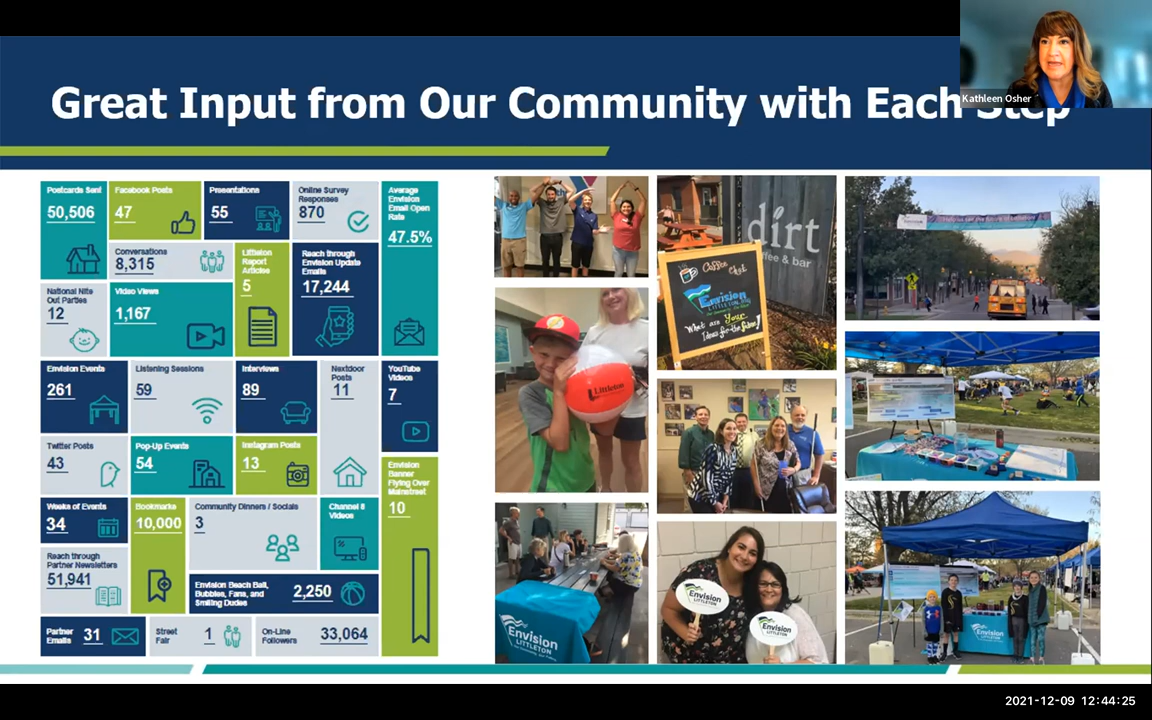 Great Input from Our Community with Each Step
Kathleen Osher
Postcards Sent
50,506
Facebook Posts
47
Presentations
55
Online Survey
Responses
870
Average
Envision
Email Open
Rate
47.5%
Conversations
8,315
Littleton
Report
Articles
5
Reach through
Envision Update
Emails
17,244
National Nite
Out Parties
12
Video Views
1,167
Envision Events
261
Listening Sessions
59
Interviews
89
Nextdoor
Posts
11
YouTube
Videos
7
Twitter Posts
43
Pop-Up Events
54
Instagram Posts
13
Envision
Banner
Flying Over
Mainstreet
10
Weeks of Events
34
Bookmarks
10,000
Community Dinners / Socials
3
Channel 8
Videos
Reach through
Partner Newsletters
51,941
Envision Beach Ball,
Bubbles, Fans, and
Smiling Dudes
2,250
Partner
Emails
31
Street
Fair
1
On-Line
Followers
33,064
dirt
coffee & bar
Coffee Chat
Envision
LITTLETON
What are Your
Ideas for the future!
Littleton
Envision
LITTLETON
Envision
LITTLETON
Envision
LITTLETON
Envision
LITTLETON
2021-12-09 12:44:25